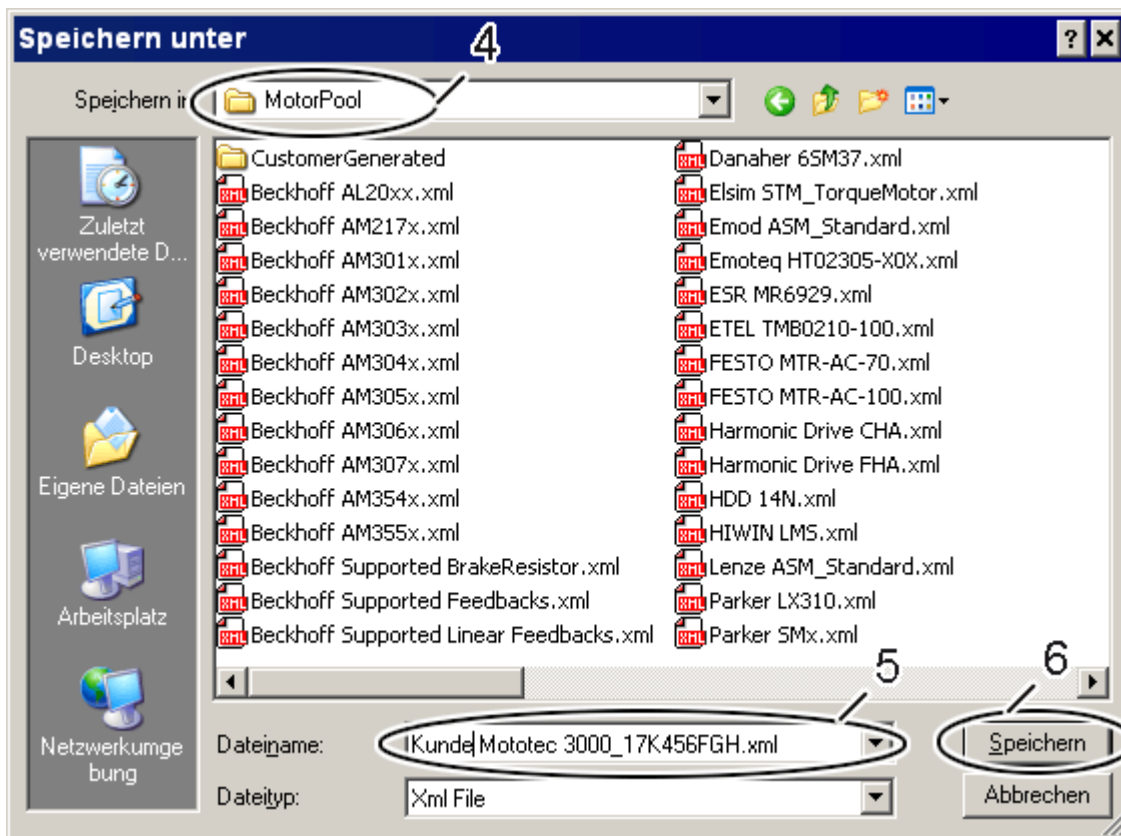 Speichern unter
4
Speichern in
MotorPool
Zuletzt
verwendete D...
Desktop
Eigene Dateien
Arbeitsplatz
Netzwerkumge
bung
CustomerGenerated
Beckhoff AL20xx.xml
Beckhoff AM217x.xml
Beckhoff AM301x.xml
Beckhoff AM302x.xml
Beckhoff AM303x.xml
Beckhoff AM304x.xml
Beckhoff AM305x.xml
Beckhoff AM306x.xml
Beckhoff AM307x.xml
Beckhoff AM354x.xml
Beckhoff AM355x.xml
Beckhoff Supported BrakeResistor.xml
Beckhoff Supported Feedbacks.xml
Beckhoff Supported Linear Feedbacks.xml
Danaher 6SM37.xml
Elsim STM_TorqueMotor.xml
Emod ASM_Standard.xml
Emoteq HT02305-X0X.xml
ESR MR6929.xml
ETEL TMB0210-100.xml
FESTO MTR-AC-70.xml
FESTO MTR-AC-100.xml
Harmonic Drive CHA.xml
Harmonic Drive FHA.xml
HDD 14N.xml
HIWIN LMS.xml
Lenze ASM_Standard.xml
Parker LX310.xml
Parker SMx.xml
5
6
Dateiname:
Kunde Mototec 3000_17K456FGH.xml
Speichern
Dateityp:
Xml File
Abbrechen